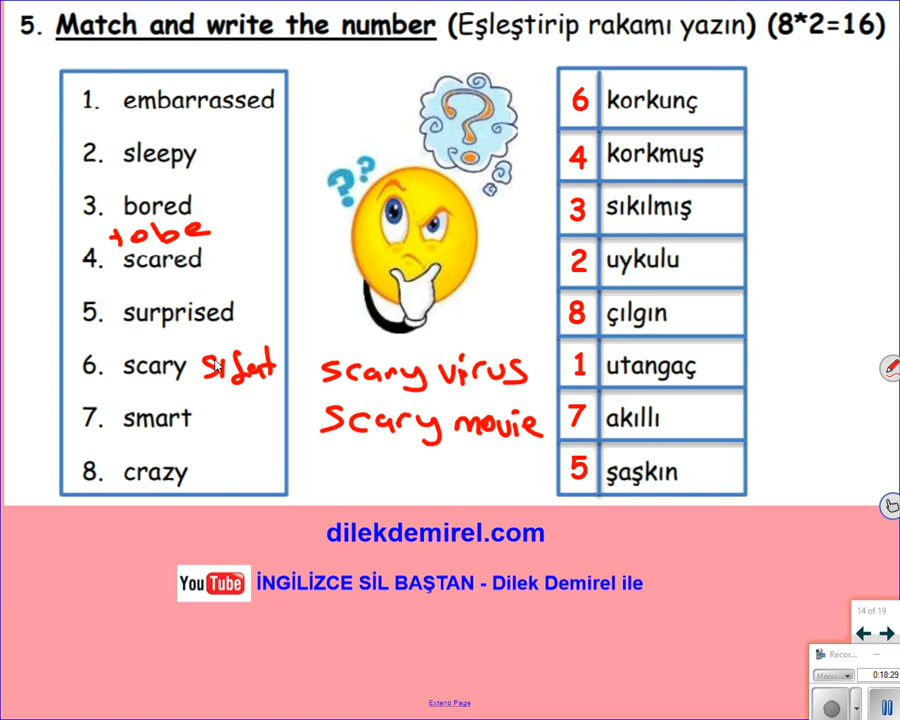 5. Match and write the number (Eşleştirip rakamı yazın) (8*2=16)
1. embarrassed
2. sleepy
3. bored
to be
4. scared
5. surprised
6. scary sıfat
7. smart
8. crazy
? ? ?
scary virus
scary movie
6 korkunç
4 korkmuş
3 sıkılmış
2 uykulu
8 çılgın
1 utangaç
7 akıllı
5 şaşkın
dilekdemirel.com
YouTube İNGİLİZCE SİL BAŞTAN - Dilek Demirel ile
Extend Page
14 of 19
Recor...
Menu
0:18:29